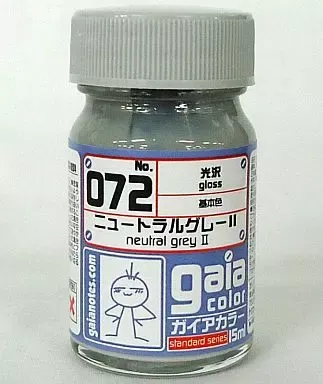 No.
072
光沢
gloss
基本色
ニュートラルグレーII
neutral grey II
gaianotes.com
gaia
color
ガイアカラー
standard series
15ml